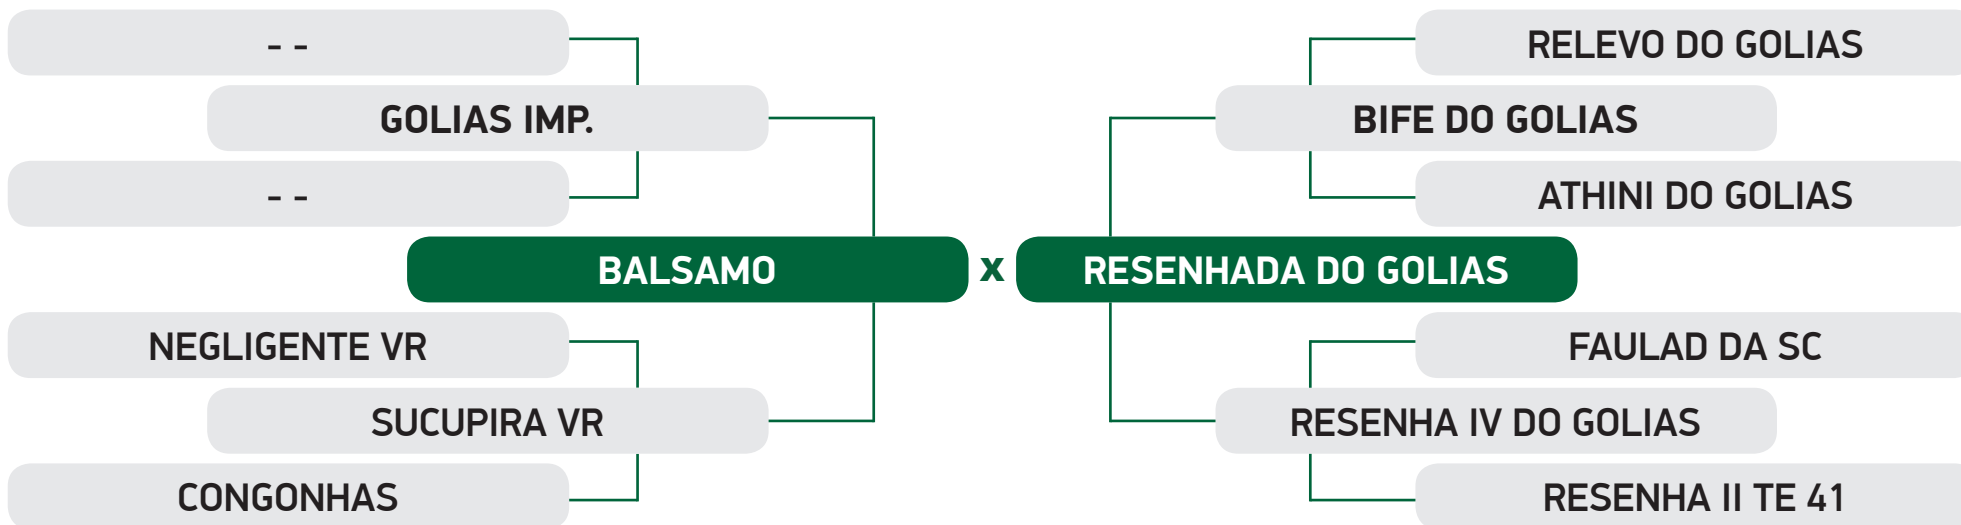 - -
RELEVO DO GOLIAS
GOLIAS IMP.
BIFE DO GOLIAS
- -
ATHINI DO GOLIAS
BALSAMO x RESENHADA DO GOLIAS
NEGLIGENTE VR
FAULAD DA SC
SUCUPIRA VR
RESENHA IV DO GOLIAS
CONGONHAS
RESENHA II TE 41